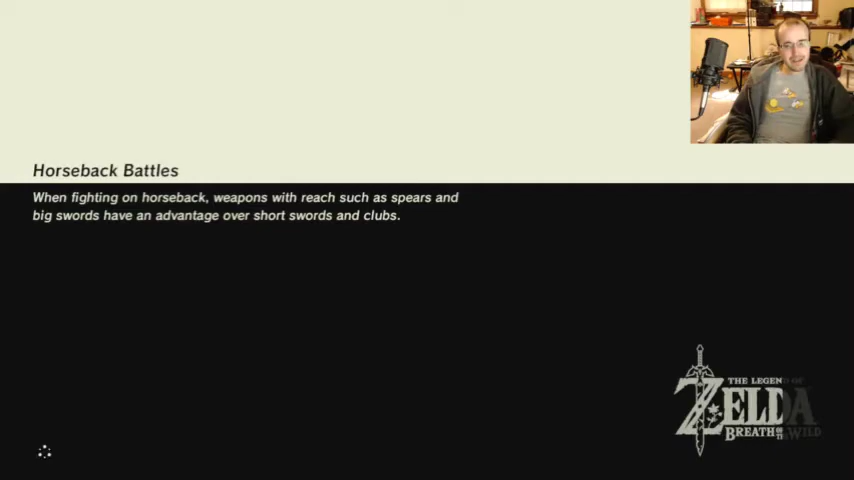 Horseback Battles
When fighting on horseback, weapons with reach such as spears and
big swords have an advantage over short swords and clubs.
THE LEGEND OF
ZELDA
BREATH OF THE WILD